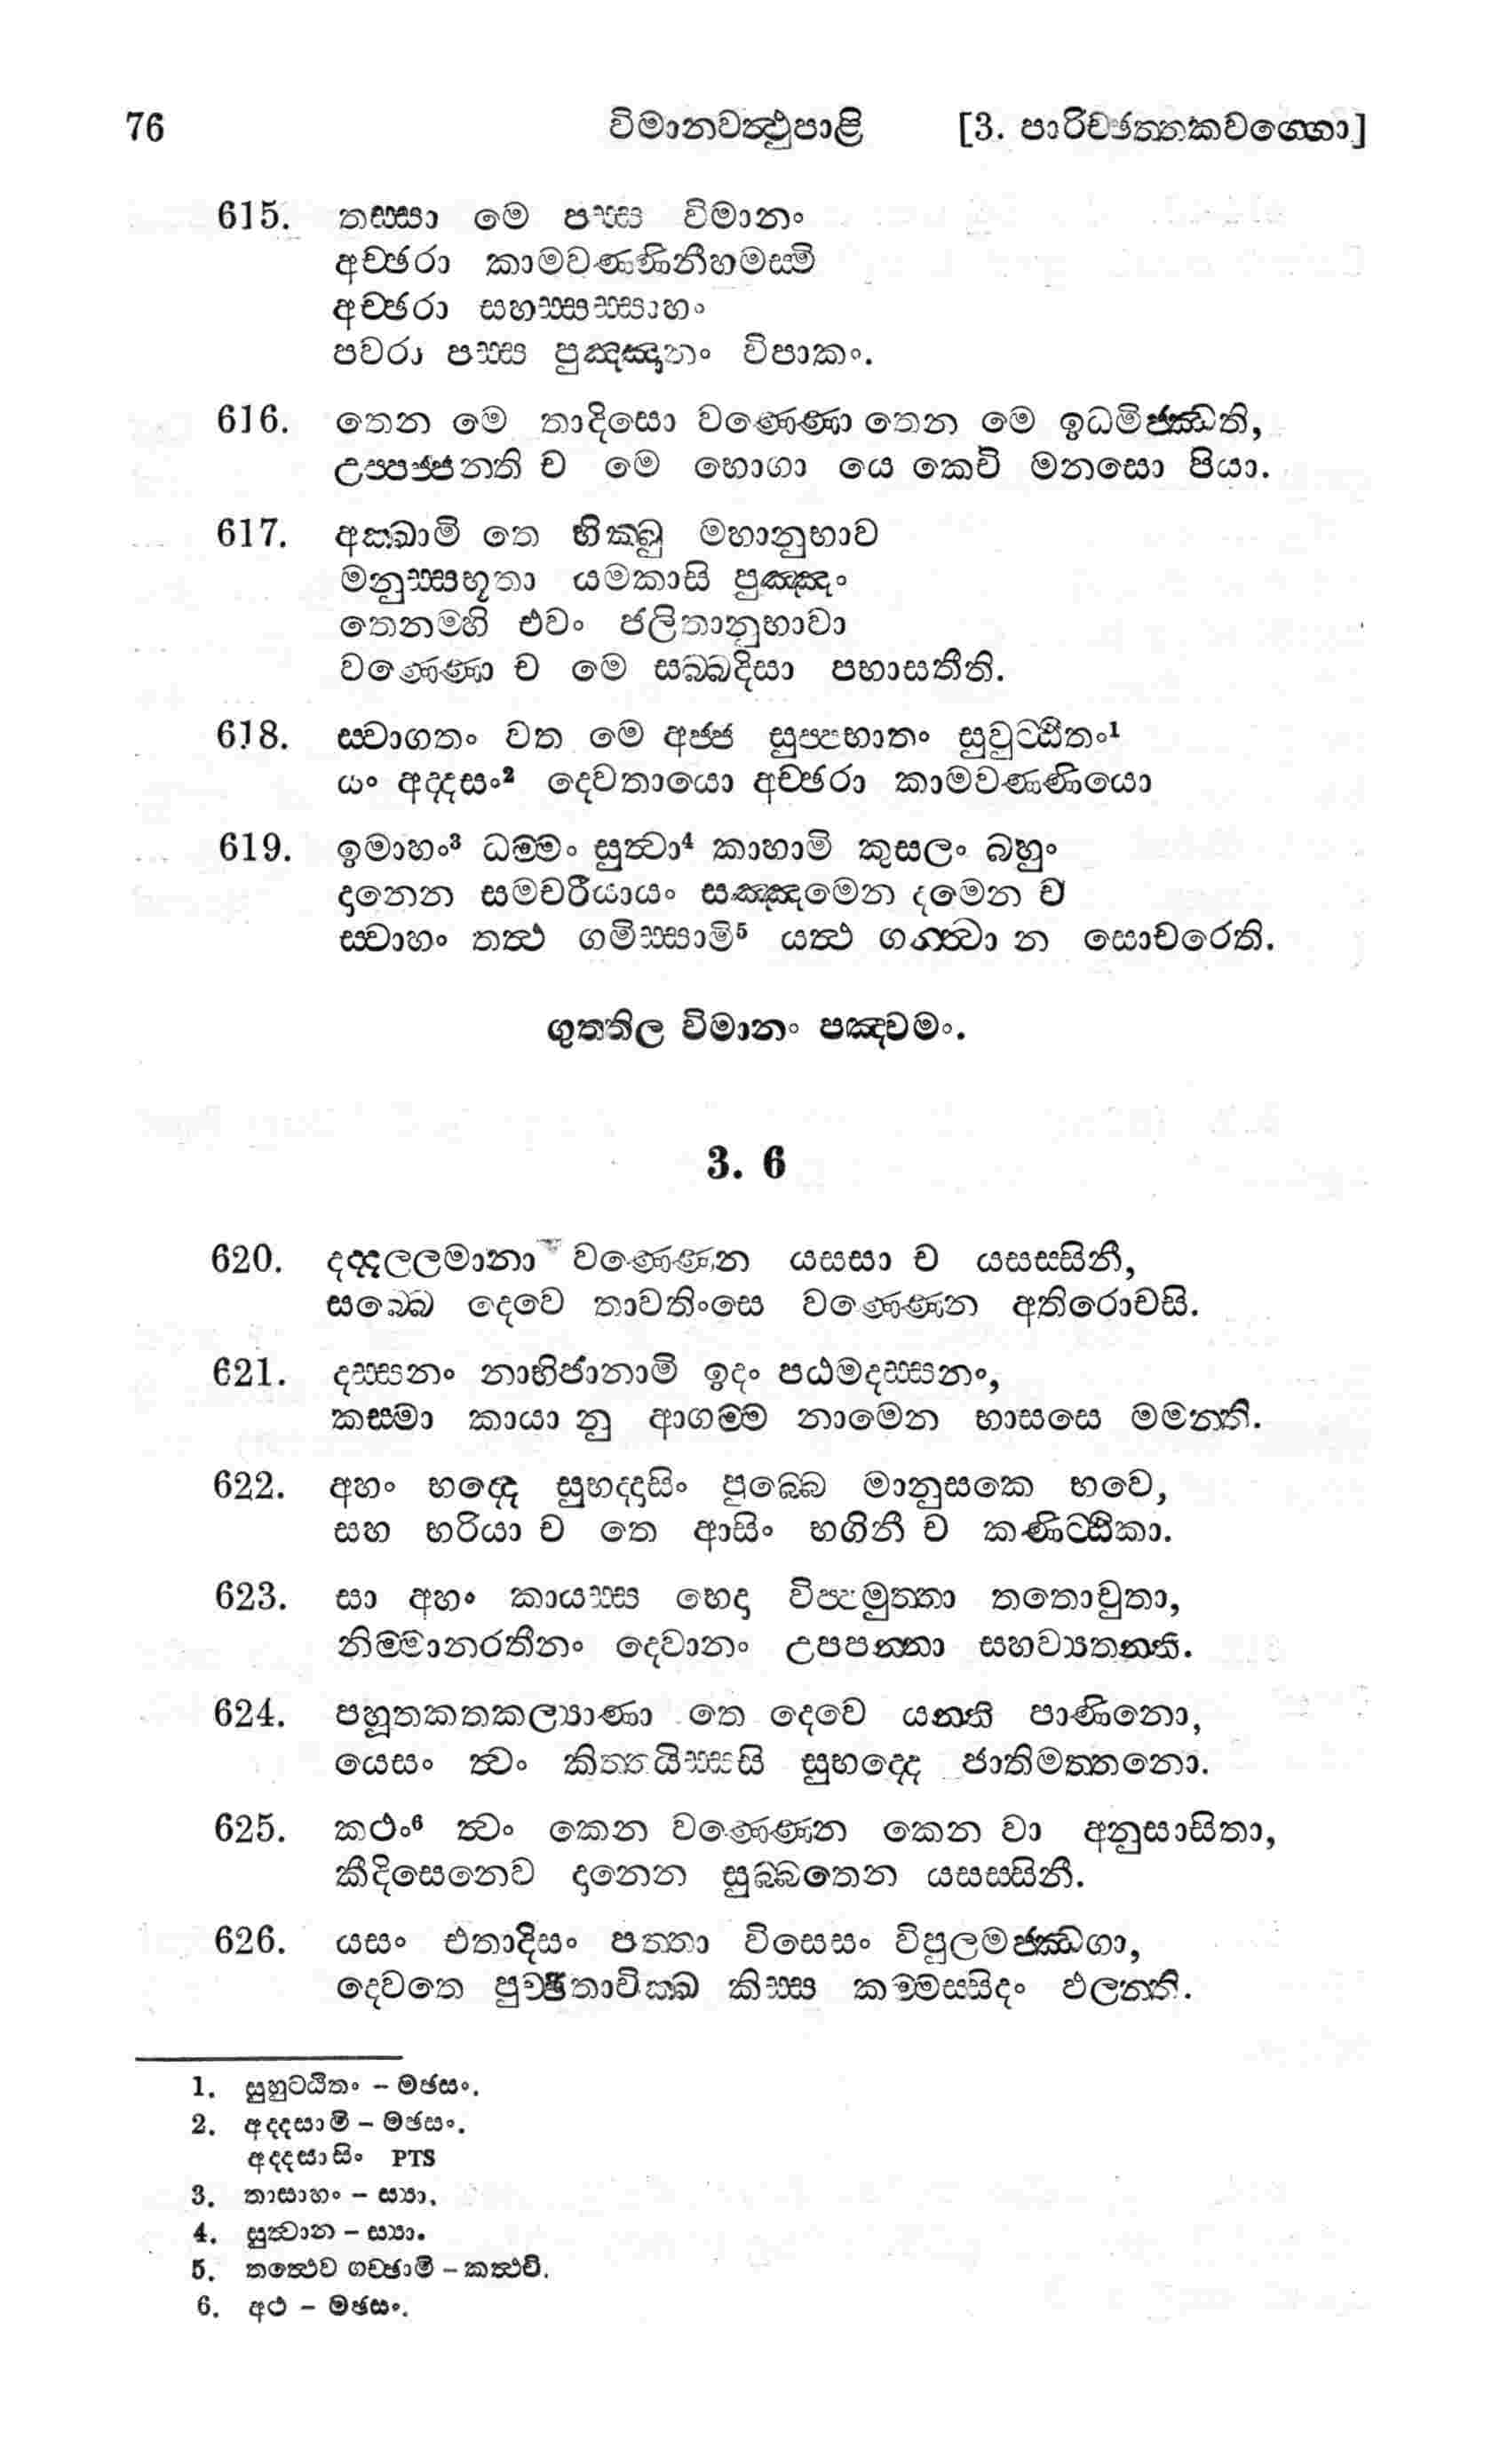 76 විමානවත්‍ථුපාළි [3. පාරිච්ඡත්තකවග්ගො]
615. තස්සා මෙ පස්ස විමානං
අච්ඡරා කාමවණ්ණිනීහමස්මි
අච්ඡරා සහස්සස්සාහං
පවරා පස්ස පුඤ්ඤානං විපාකං.
616. තෙන මෙ තාදිසො වණ්ණො තෙන මෙ ඉධමිජ්ඣති,
උප්පජ්ජන්ති ච මෙ භොගා යෙ කෙචි මනසො පියා.
617. අක්ඛාමි තෙ භික්ඛු මහානුභාව
මනුස්සභූතා යමකාසි පුඤ්ඤං
තෙනම්හි එවං ජලිතානුභාවා
වණ්ණො ච මෙ සබ්බදිසා පභාසතීති.
618. ස්වාගතං වත මෙ අජ්ජ සුප්පභාතං සුවුට්ඨිතං¹
යං අද්දසං² දෙවතායො අච්ඡරා කාමවණ්ණියො
619. ඉමාහං³ ධම්මං සුත්‍වා⁴ කාහාමි කුසලං බහුං
දානෙන සමචරියායං සඤ්ඤමෙන දමෙන ච
ස්වාහං තත්‍ථ ගමිස්සාමි⁵ යත්‍ථ ගන්ත්‍වා න සොචරෙති.
ගුත්තිල විමානං පඤ්චමං.
3. 6
620. දද්දල්ලමානා වණ්ණෙන යසසා ච යසස්සිනී,
සබ්බෙ දෙවෙ තාවතිංසෙ වණ්ණෙන අතිරොචසි.
621. දස්සනං නාභිජානාමි ඉදං පඨමදස්සනං,
කස්මා කායා නු ආගම්ම නාමෙන භාසසෙ මමන්ති.
622. අහං භද්දෙ සුභද්දාසිං පුබ්බෙ මානුසකෙ භවෙ,
සහ භරියා ච තෙ ආසිං භගිනී ච කණිට්ඨිකා.
623. සා අහං කායස්ස භෙදා විප්පමුත්තා තතොචුතා,
නිම්මානරතීනං දෙවානං උපපන්නා සහව්‍යතන්ති.
624. පහූතකතකල්‍යාණා තෙ දෙවෙ යන්ති පාණිනො,
යෙසං ත්‍වං කිත්තයිස්සසි සුභද්දෙ ජාතිමත්තනො.
625. කථං⁶ ත්‍වං කෙන වණ්ණෙන කෙන වා අනුසාසිතා,
කීදිසෙනෙව දානෙන සුබ්බතෙන යසස්සිනී.
626. යසං එතාදිසං පත්තා විසෙසං විපුලමජ්ඣගා,
දෙවතෙ පුච්ඡිතාචික්ඛ කිස්ස කම්මස්සිදං ඵලන්ති.
1. සුහුට්ඨිතං – මඡසං.
2. අද්දසාමි – මඡසං.
අද්දසාසිං PTS
3. තාසාහං – ස්‍යා.
4. සුත්‍වාන – ස්‍යා.
5. තත්‍ථෙව ගච්ඡාමි – කත්‍ථචි.
6. අථ – මඡසං.